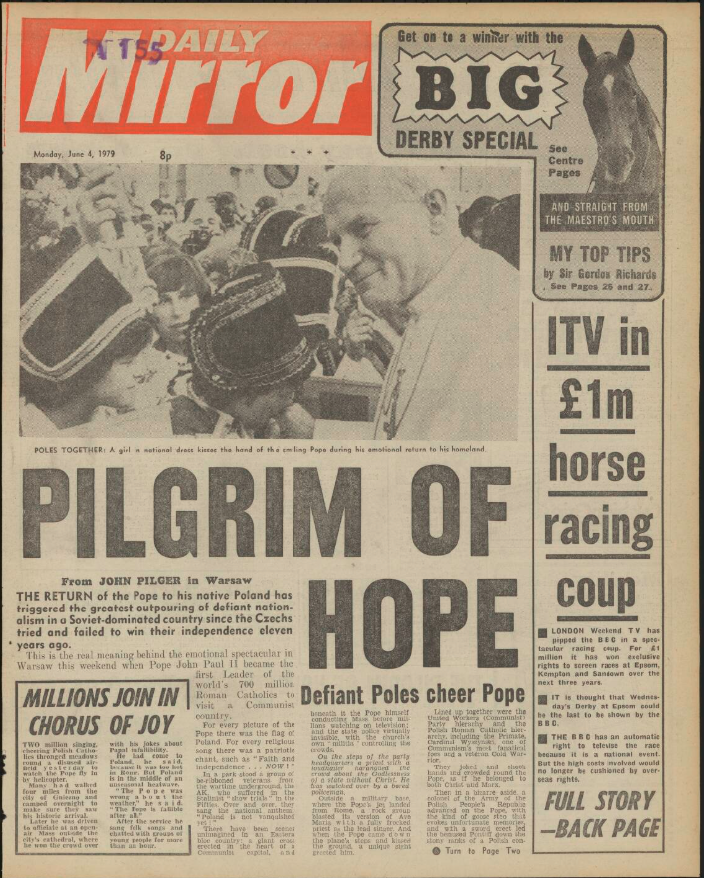 DAILY
Mirror
T 155
Monday, June 4, 1979 8p
Get on to a winner with the
BIG
DERBY SPECIAL
See
Centre
Pages
AND STRAIGHT FROM
THE MAESTRO'S MOUTH
MY TOP TIPS
by Sir Gordon Richards
See Pages 26 and 27.
POLES TOGETHER: A girl in national dress kisses the hand of the smiling Pope during his emotional return to his homeland.
PILGRIM OF
HOPE
From JOHN PILGER in Warsaw
THE RETURN of the Pope to his native Poland has
triggered the greatest outpouring of defiant nation-
alism in a Soviet-dominated country since the Czechs
tried and failed to win their independence eleven
years ago.
This is the real meaning behind the emotional spectacular in
Warsaw this weekend when Pope John Paul II became the
first Leader of the
world's 700 million
Roman Catholics to
visit a Communist
country.
For every picture of the
Pope there was the flag of
Poland. For every religious
song there was a patriotic
chant, such as "Faith and
Independence . . . NOW!"
In a park stood a group of
be-ribboned veterans from
the wartime underground, the
AK, who suffered in the
Stalinist "show trials" in the
Fifties. Over and over they
sang the national anthem:
"Poland is not vanquished
yet."
There have been scenes
unimagined in an Eastern
bloc country: a giant cross
erected in the heart of a
Communist capital, and
MILLIONS JOIN IN
CHORUS OF JOY
TWO million singing,
cheering Polish Catho-
lics thronged meadows
round a disused air-
field yesterday to
watch the Pope fly in
by helicopter.
Many had walked
four miles from the
city of Gniezno and
camped overnight to
make sure they saw
his historic arrival.
Later he was driven
to officiate at an open-
air Mass outside the
city's cathedral, where
he won the crowd over
with his jokes about
Papal infallibility.
He had come to
Poland, he said,
because it would be hot
in Rome. But Poland
is in the middle of an
unusual heatwave.
"The Pope was
wrong about the
weather," he said.
"The Pope is fallible
after all."
After the service he
sang folk songs and
chatted with groups of
young people for more
than an hour.
Defiant Poles cheer Pope
beneath it the Pope himself
conducting Mass before mil-
lions watching on television;
and the state police virtually
invisible, with the church's
own "militia" controlling the
crowds.
On the steps of the party
headquarters a priest with a
crowd about the Godlessness
of a state without Christ. He
was watched over by a bored
policeman.
Outside a military base,
where the Pope's jet landed
from Rome, a rock group
blasted its version of Ave
Maria with a fully frocked
priest as the lead singer. And
when the Pope came down
the plane's steps and kissed
the ground, a unique sight
greeted him.
Lined up together were the
United Workers (Communist)
Party hierarchy and the
Polish Roman Catholic hier-
archy, including the Primate,
Cardinal Wyszynski, one of
Communism's most fanatical
foes and a veteran Cold War-
rior.
They joked and shook
hands and crowded round the
Pope, as if he belonged to
both Christ and Marx.
Then in a bizarre aside, a
colonel of the Army of the
Polish People's Republic
saluted the Pope, with
the kind of goose step that
evokes unfortunate memories,
and with a sword erect led
the bemused Pontiff down the
stony ranks of a Polish con-
Turn to Page Two
ITV in
£1m
horse
racing
coup
LONDON Weekend TV has
pipped the BBC in a spec-
tacular racing coup. For £1
million it has won exclusive
rights to screen races at Epsom,
Kempton and Sandown over the
next three years.
IT is thought that Wednes-
day's Derby at Epsom could
be the last to be shown by the
BBC.
THE BBC has an automatic
right to televise the race
because it is a national event.
But the high costs involved would
no longer be cushioned by over-
seas rights.
FULL STORY
—BACK PAGE